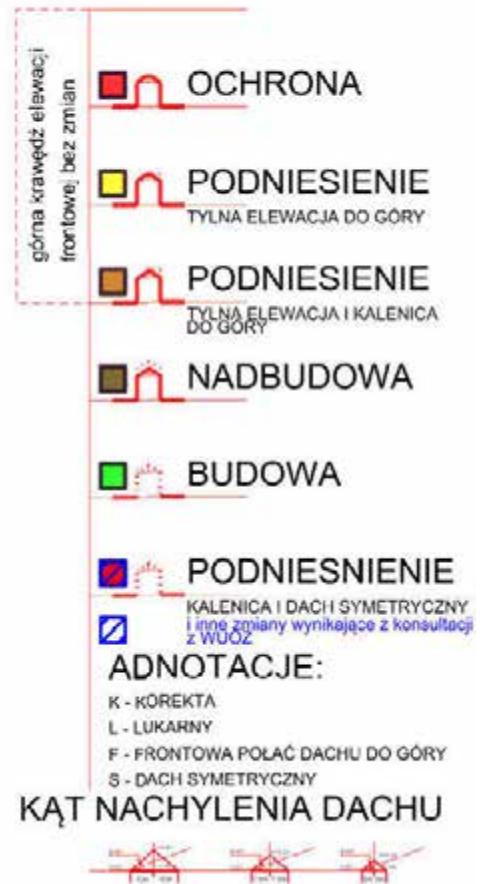 górna krawędź elewacji
frontowej bez zmian
OCHRONA
PODNIESIENIE
TYLNA ELEWACJA DO GÓRY
PODNIESIENIE
TYLNA ELEWACJA I KALENICA
DO GÓRY
NADBUDOWA
BUDOWA
PODNIESNIENIE
KALENICA I DACH SYMETRYCZNY
i inne zmiany wynikające z konsultacji
z WUOZ
ADNOTACJE:
K - KOREKTA
L - LUKARNY
F - FRONTOWA POŁAĆ DACHU DO GÓRY
S - DACH SYMETRYCZNY
KĄT NACHYLENIA DACHU